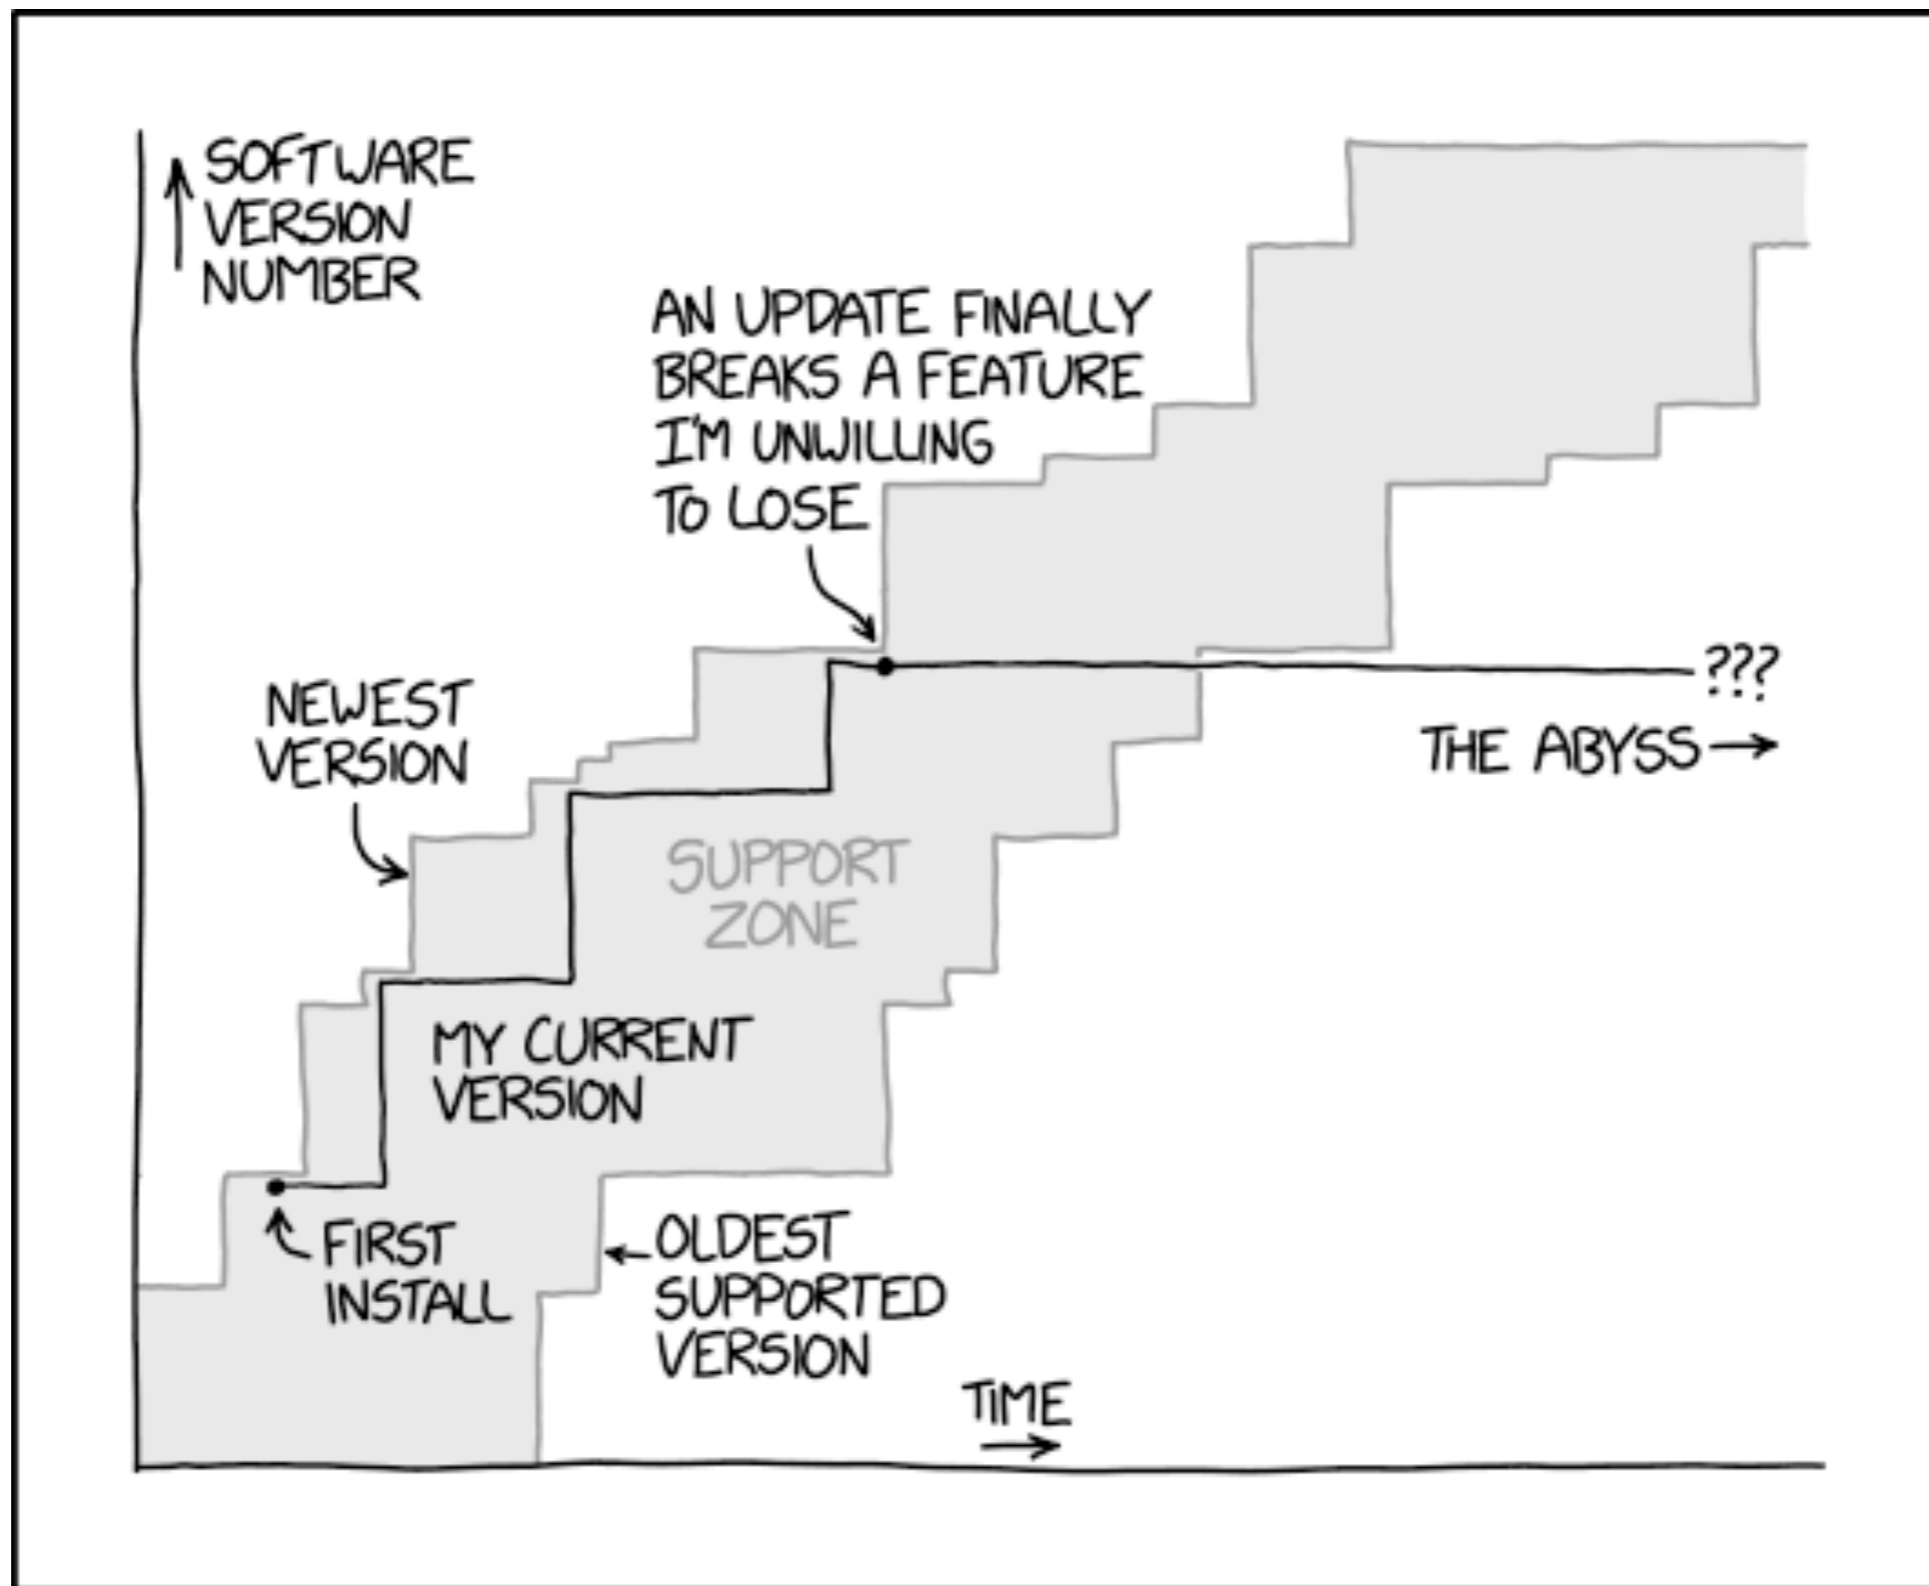 SOFTWARE
VERSION
NUMBER
AN UPDATE FINALLY
BREAKS A FEATURE
I'M UNWILLING
TO LOSE
NEWEST
VERSION
???
THE ABYSS
SUPPORT
ZONE
MY CURRENT
VERSION
FIRST
INSTALL
OLDEST
SUPPORTED
VERSION
TIME